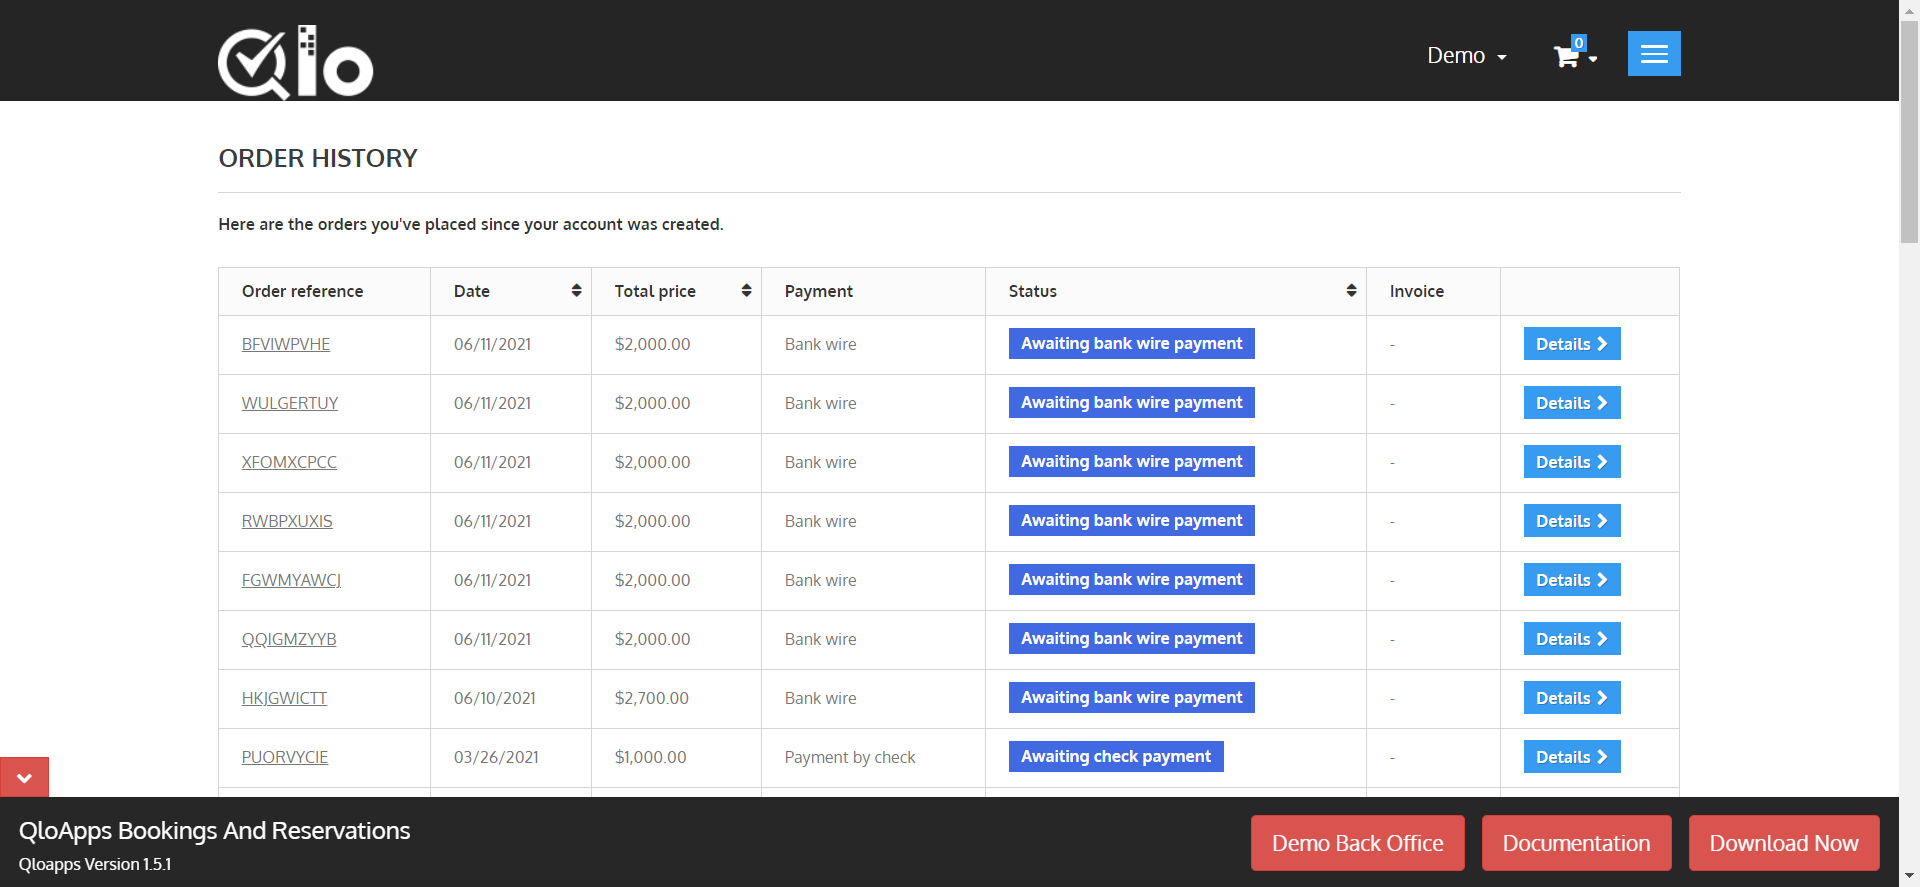 Qlo
Demo
0
ORDER HISTORY
Here are the orders you've placed since your account was created.
Order reference Date Total price Payment Status Invoice
BFVIWPVHE 06/11/2021 $2,000.00 Bank wire Awaiting bank wire payment - Details
WULGERTUY 06/11/2021 $2,000.00 Bank wire Awaiting bank wire payment - Details
XFOMXCPCC 06/11/2021 $2,000.00 Bank wire Awaiting bank wire payment - Details
RWBPXUXIS 06/11/2021 $2,000.00 Bank wire Awaiting bank wire payment - Details
FGWMYAWCJ 06/11/2021 $2,000.00 Bank wire Awaiting bank wire payment - Details
QQIGMZYYB 06/11/2021 $2,000.00 Bank wire Awaiting bank wire payment - Details
HKJGWICTT 06/10/2021 $2,700.00 Bank wire Awaiting bank wire payment - Details
PUORVYCIE 03/26/2021 $1,000.00 Payment by check Awaiting check payment - Details
QloApps Bookings And Reservations
Qloapps Version 1.5.1
Demo Back Office
Documentation
Download Now